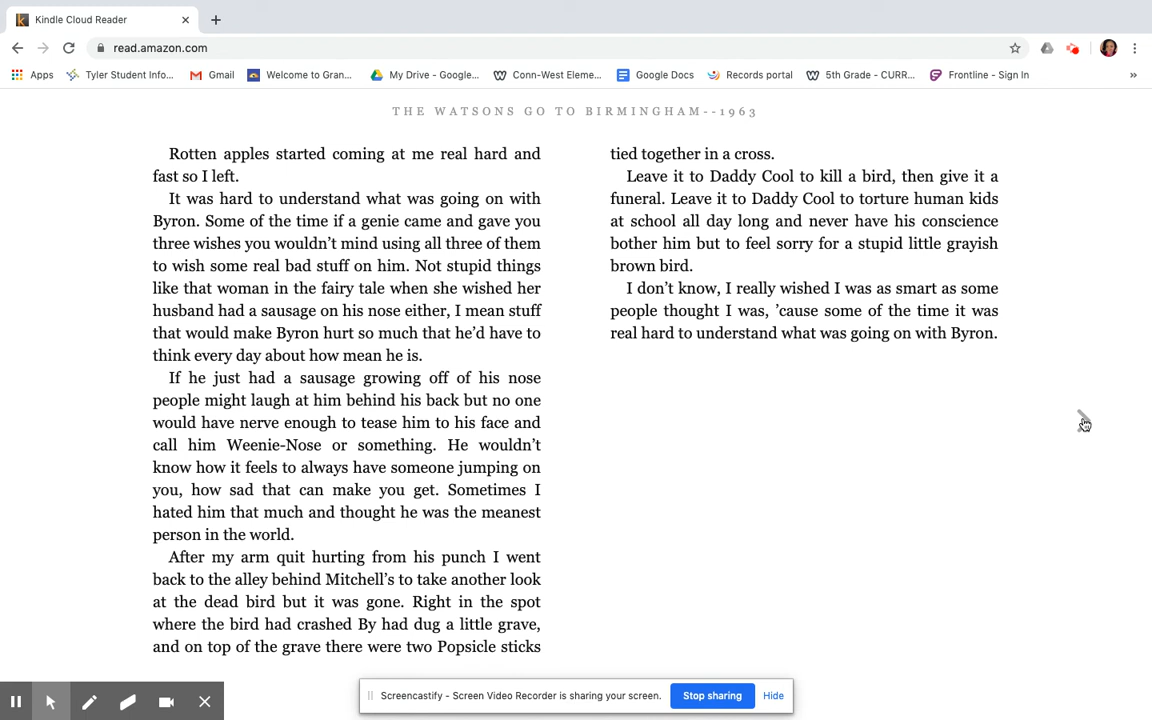 Kindle Cloud Reader
read.amazon.com
Apps
Tyler Student Info...
Gmail
Welcome to Gran...
My Drive - Google...
Conn-West Eleme...
Google Docs
Records portal
5th Grade - CURR...
Frontline - Sign In
»
THE WATSONS GO TO BIRMINGHAM--1963
Rotten apples started coming at me real hard and
fast so I left.
It was hard to understand what was going on with
Byron. Some of the time if a genie came and gave you
three wishes you wouldn’t mind using all three of them
to wish some real bad stuff on him. Not stupid things
like that woman in the fairy tale when she wished her
husband had a sausage on his nose either, I mean stuff
that would make Byron hurt so much that he’d have to
think every day about how mean he is.
If he just had a sausage growing off of his nose
people might laugh at him behind his back but no one
would have nerve enough to tease him to his face and
call him Weenie-Nose or something. He wouldn’t
know how it feels to always have someone jumping on
you, how sad that can make you get. Sometimes I
hated him that much and thought he was the meanest
person in the world.
After my arm quit hurting from his punch I went
back to the alley behind Mitchell’s to take another look
at the dead bird but it was gone. Right in the spot
where the bird had crashed By had dug a little grave,
and on top of the grave there were two Popsicle sticks
tied together in a cross.
Leave it to Daddy Cool to kill a bird, then give it a
funeral. Leave it to Daddy Cool to torture human kids
at school all day long and never have his conscience
bother him but to feel sorry for a stupid little grayish
brown bird.
I don’t know, I really wished I was as smart as some
people thought I was, ’cause some of the time it was
real hard to understand what was going on with Byron.
Screencastify - Screen Video Recorder is sharing your screen.
Stop sharing
Hide